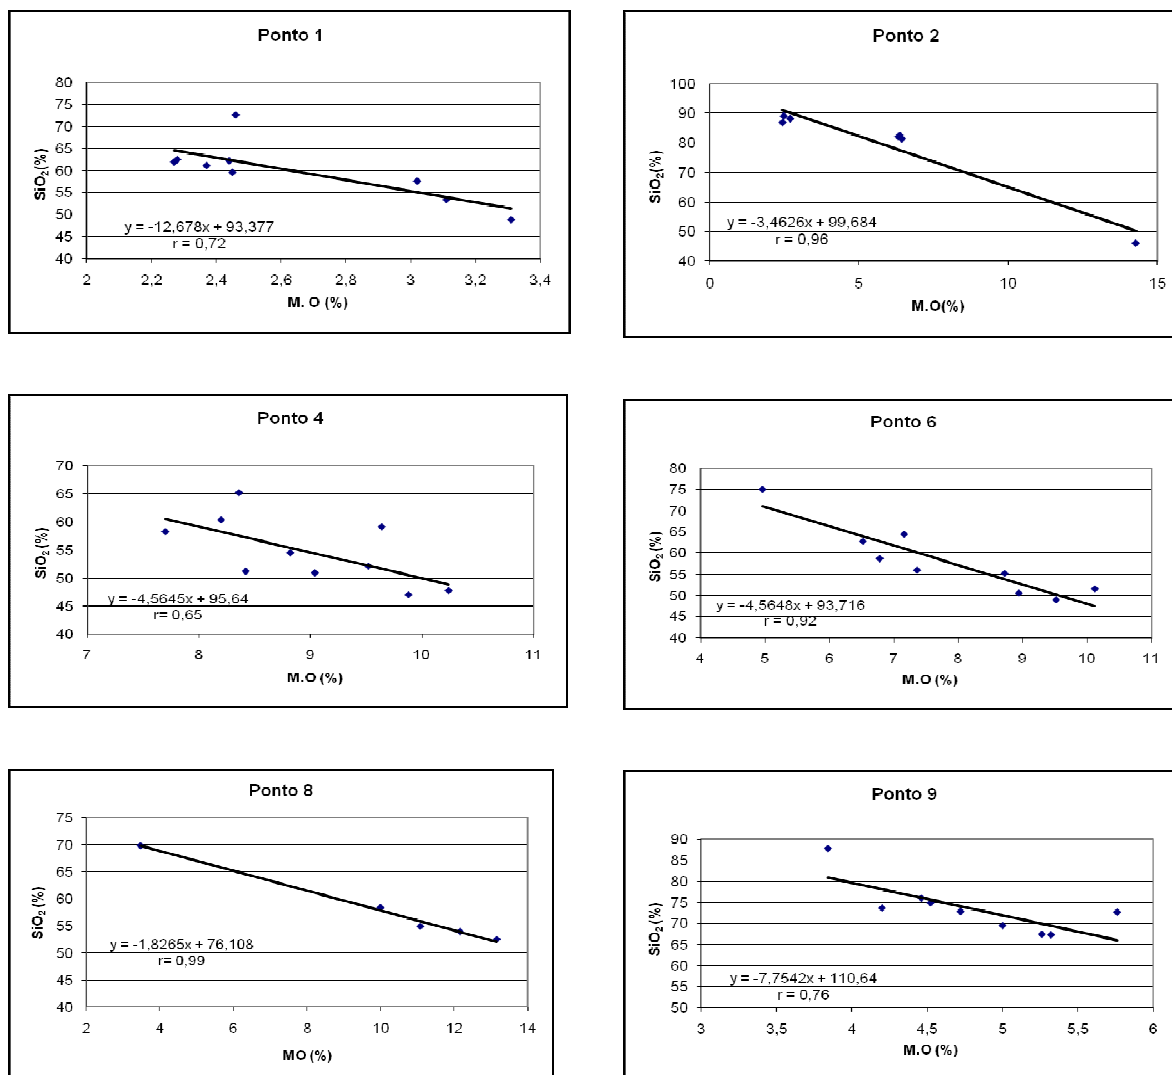 Ponto 1
SiO₂(%)
80
75
70
65
60
55
50
45
40
y = -12,678x + 93,377
r = 0,72
2 2,2 2,4 2,6 2,8 3 3,2 3,4
M. O (%)
Ponto 2
SiO₂(%)
100
90
80
70
60
50
40
y = -3,4626x + 99,684
r = 0,96
0 5 10 15
M.O(%)
Ponto 4
SiO₂ (%)
70
65
60
55
50
45
40
y = -4,5645x + 95,64
r= 0,65
7 8 9 10 11
M.O (%)
Ponto 6
SiO₂ (%)
80
75
70
65
60
55
50
45
40
y = -4,5648x + 93,716
r = 0,92
4 5 6 7 8 9 10 11
M.O (%)
Ponto 8
SiO₂ (%)
75
70
65
60
55
50
45
40
y = -1,8265x + 76,108
r= 0,99
2 4 6 8 10 12 14
MO (%)
Ponto 9
SiO₂ (%)
90
85
80
75
70
65
60
55
50
y = -7,7542x + 110,64
r = 0,76
3 3,5 4 4,5 5 5,5 6
M.O (%)